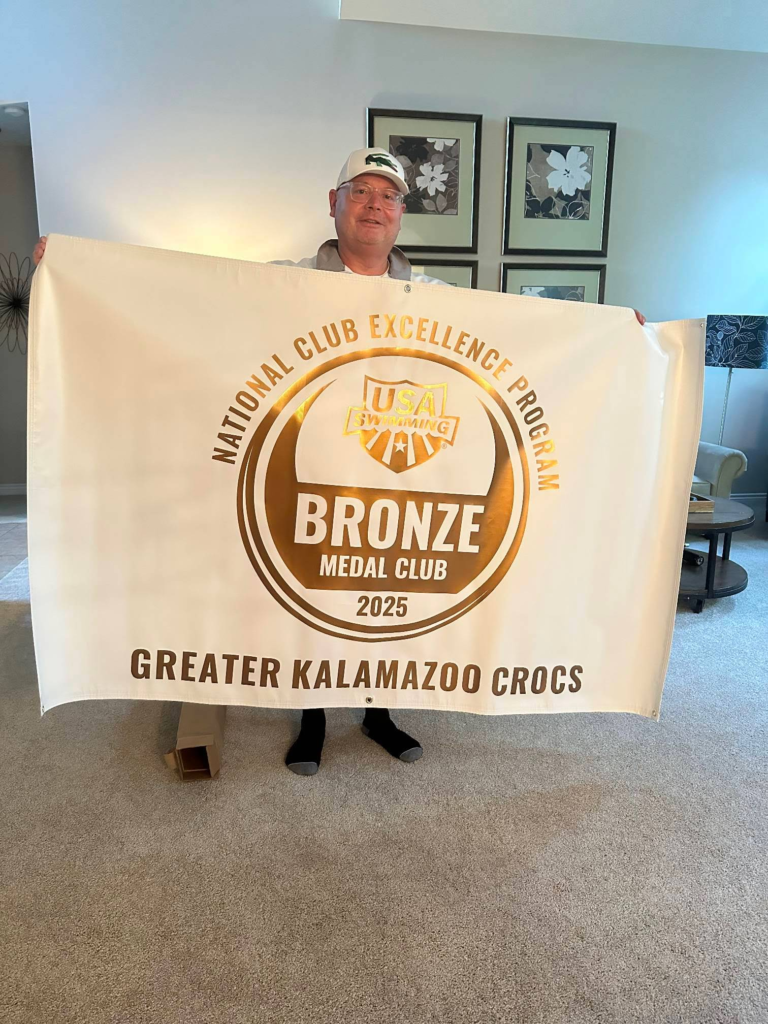 NATIONAL CLUB EXCELLENCE PROGRAM
USA
SWIMMING
BRONZE
MEDAL CLUB
2025
GREATER KALAMAZOO CROCS